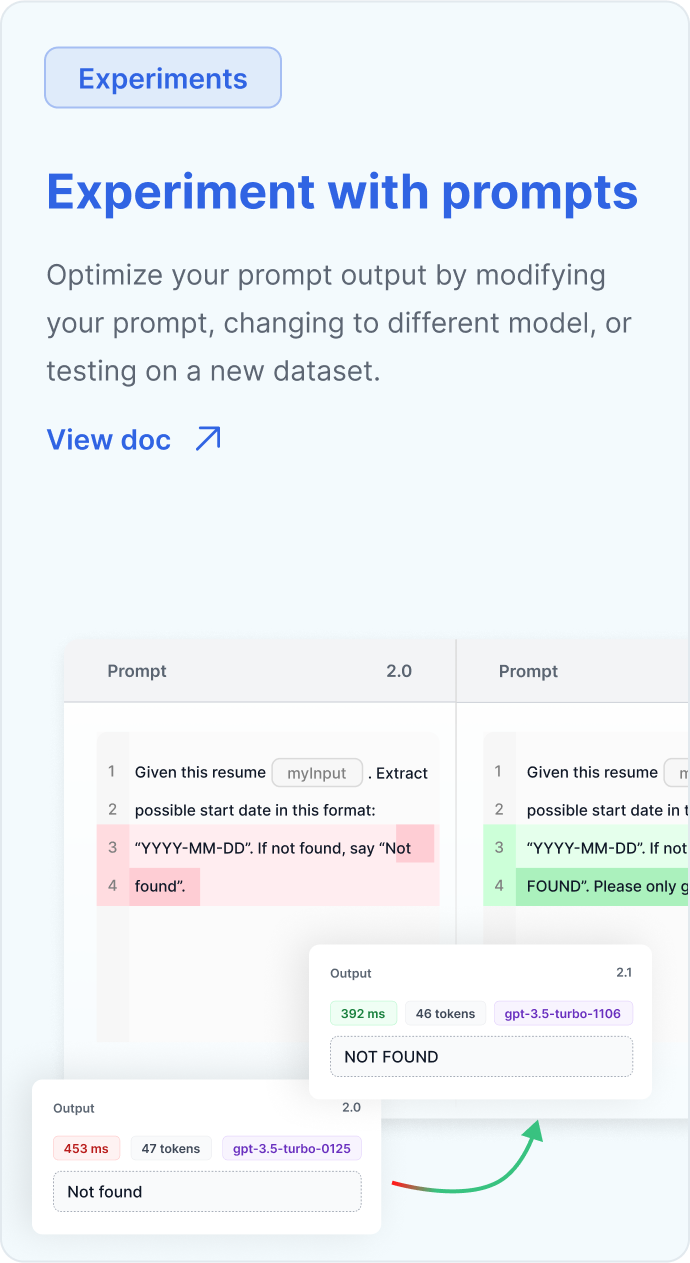 Experiments
Experiment with prompts
Optimize your prompt output by modifying
your prompt, changing to different model, or
testing on a new dataset.
View doc
Prompt 2.0
1 Given this resume myInput . Extract
2 possible start date in this format:
3 “YYYY-MM-DD”. If not found, say “Not
4 found”.
Prompt
1 Given this resume
2 possible start date in
3 “YYYY-MM-DD”. If not
4 FOUND”. Please only
Output 2.1
392 ms 46 tokens gpt-3.5-turbo-1106
NOT FOUND
Output 2.0
453 ms 47 tokens gpt-3.5-turbo-0125
Not found